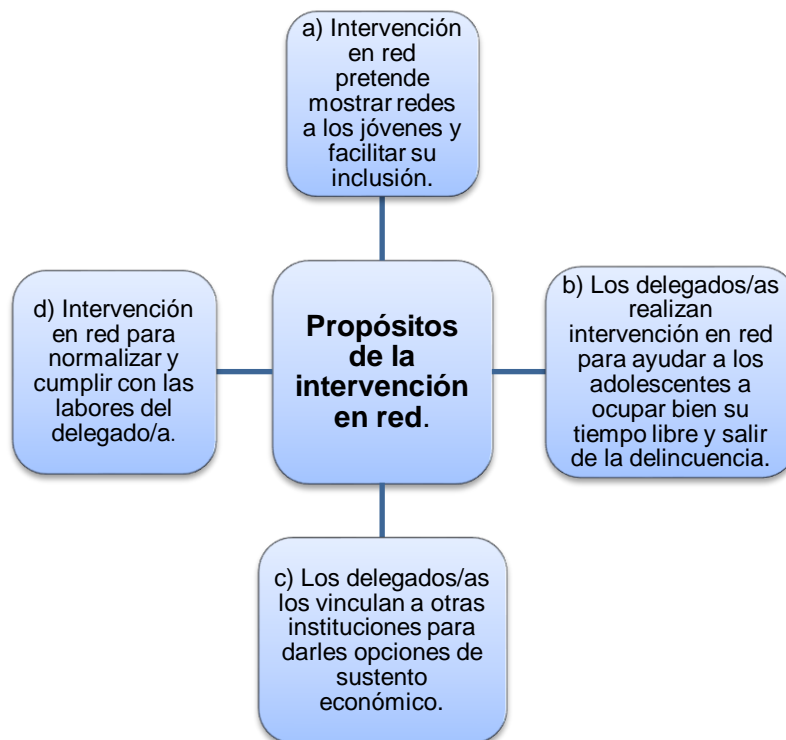 a) Intervención
en red
pretende
mostrar redes
a los jóvenes y
facilitar su
inclusión.
Propósitos
de la
intervención
en red.
b) Los delegados/as
realizan
intervención en red
para ayudar a los
adolescentes a
ocupar bien su
tiempo libre y salir
de la delincuencia.
c) Los delegados/as
los vinculan a otras
instituciones para
darles opciones de
sustento
económico.
d) Intervención
en red para
normalizar y
cumplir con las
labores del
delegado/a.